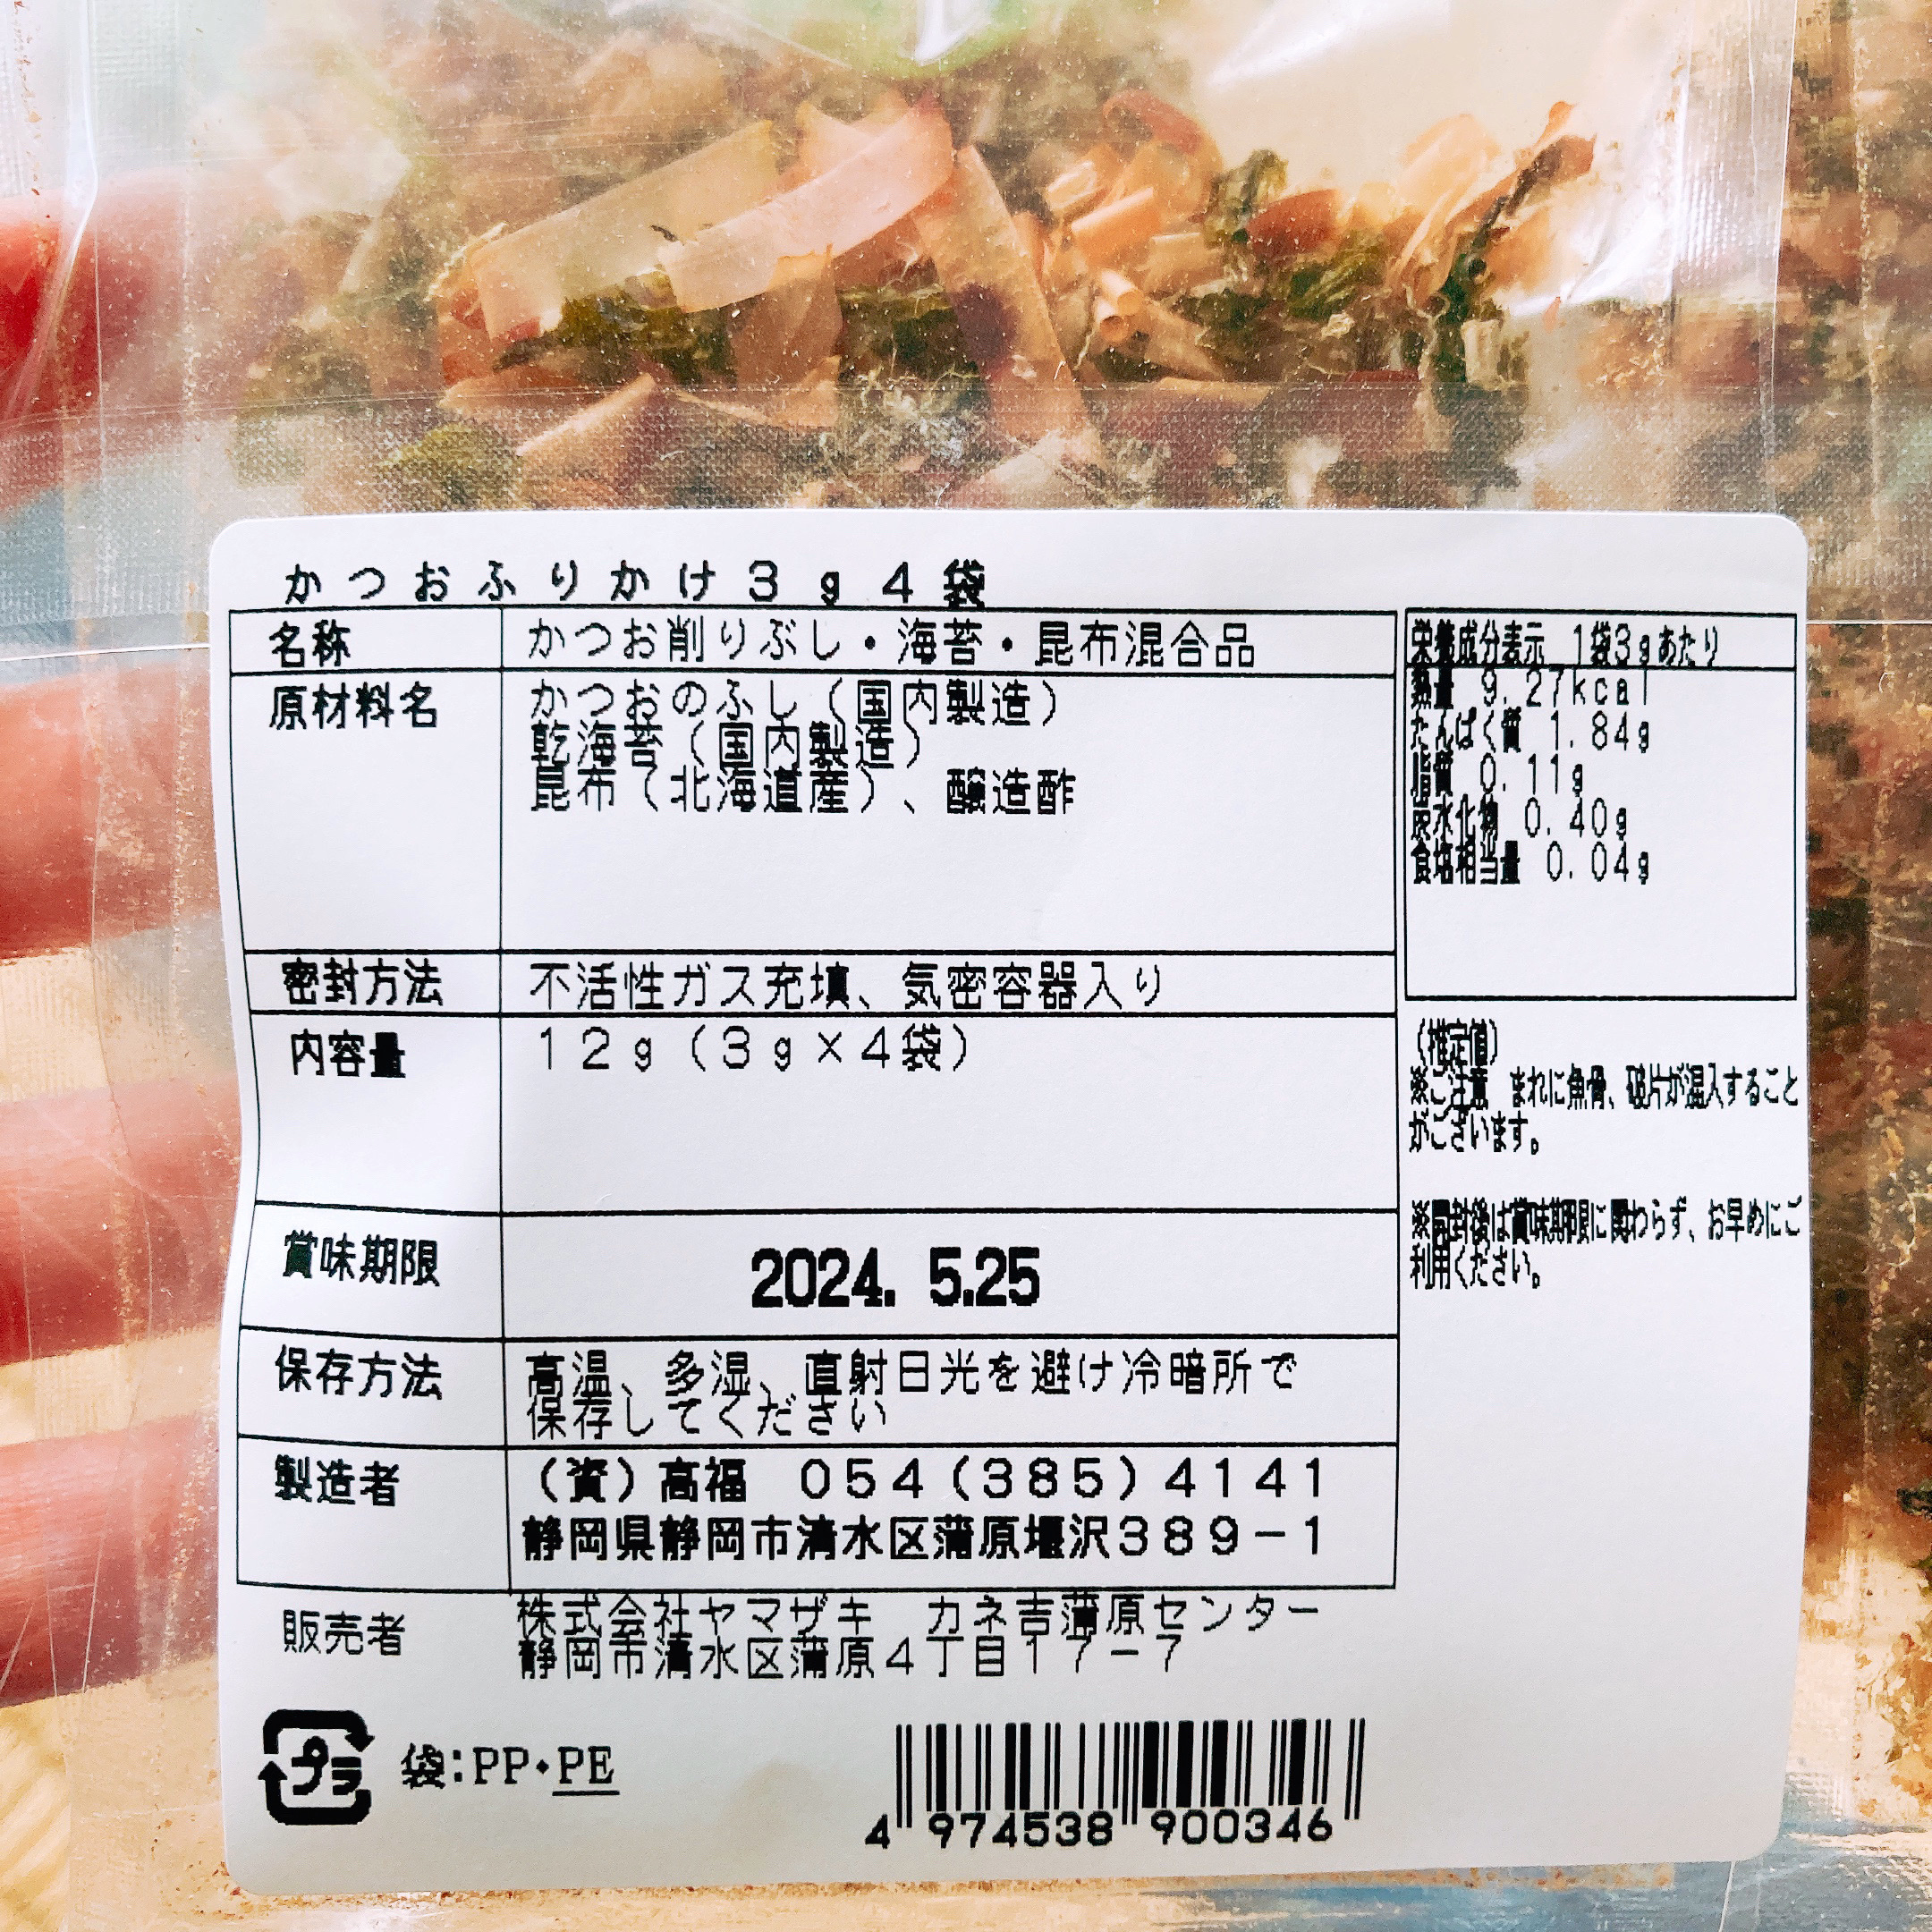 かつおふりかけ3g4袋
名称 かつお削りぶし・海苔・昆布混合品
原材料名 かつおのふし(国内製造)
乾海苔(国内製造)
昆布(北海道産)、醸造酢
密封方法 不活性ガス充填、気密容器入り
内容量 12g(3g×4袋)
賞味期限 2024. 5.25
保存方法 高温、多湿、直射日光を避け冷暗所で
保存してください
製造者 (資)高福 054(385)4141
静岡県静岡市清水区蒲原堰沢389-1
販売者 株式会社ヤマザキ カネ吉蒲原センター
静岡市清水区蒲原4丁目17-7
プラ 袋:PP・PE
4 974538 900346
栄養成分表示 1袋3gあたり
熱量 9.27kcal
たんぱく質 1.84g
脂質 0.11g
炭水化物 0.40g
食塩相当量 0.04g
(推定値)
※ご注意 まれに魚骨、破片が混入すること
がございます。
※開封後は賞味期限に関わらず、お早めにご
利用ください。